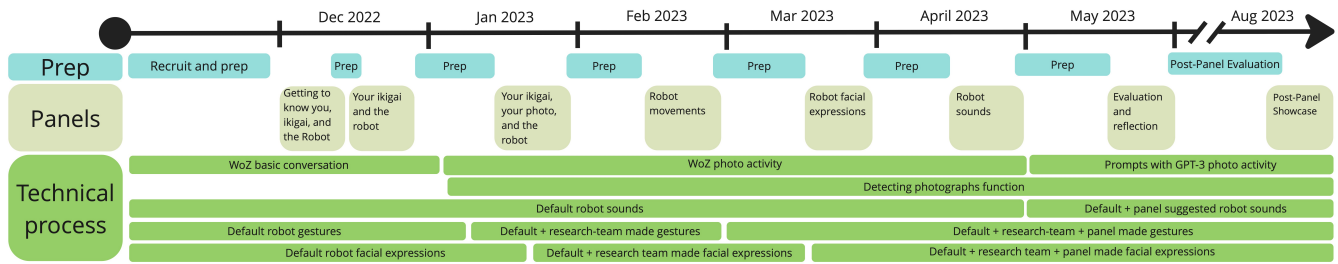 Dec 2022
Jan 2023
Feb 2023
Mar 2023
April 2023
May 2023
Aug 2023
Prep
Recruit and prep
Prep
Prep
Prep
Prep
Prep
Prep
Post-Panel Evaluation
Panels
Getting to
know you,
ikigai, and
the Robot
Your ikigai
and the
robot
Your ikigai,
your photo,
and the
robot
Robot
movements
Robot facial
expressions
Robot
sounds
Evaluation
and
reflection
Post-Panel
Showcase
Technical
process
WoZ basic conversation
WoZ photo activity
Prompts with GPT-3 photo activity
Detecting photographs function
Default robot sounds
Default + panel suggested robot sounds
Default robot gestures
Default + research-team made gestures
Default + research-team + panel made gestures
Default robot facial expressions
Default + research team made facial expressions
Default + research team + panel made facial expressions